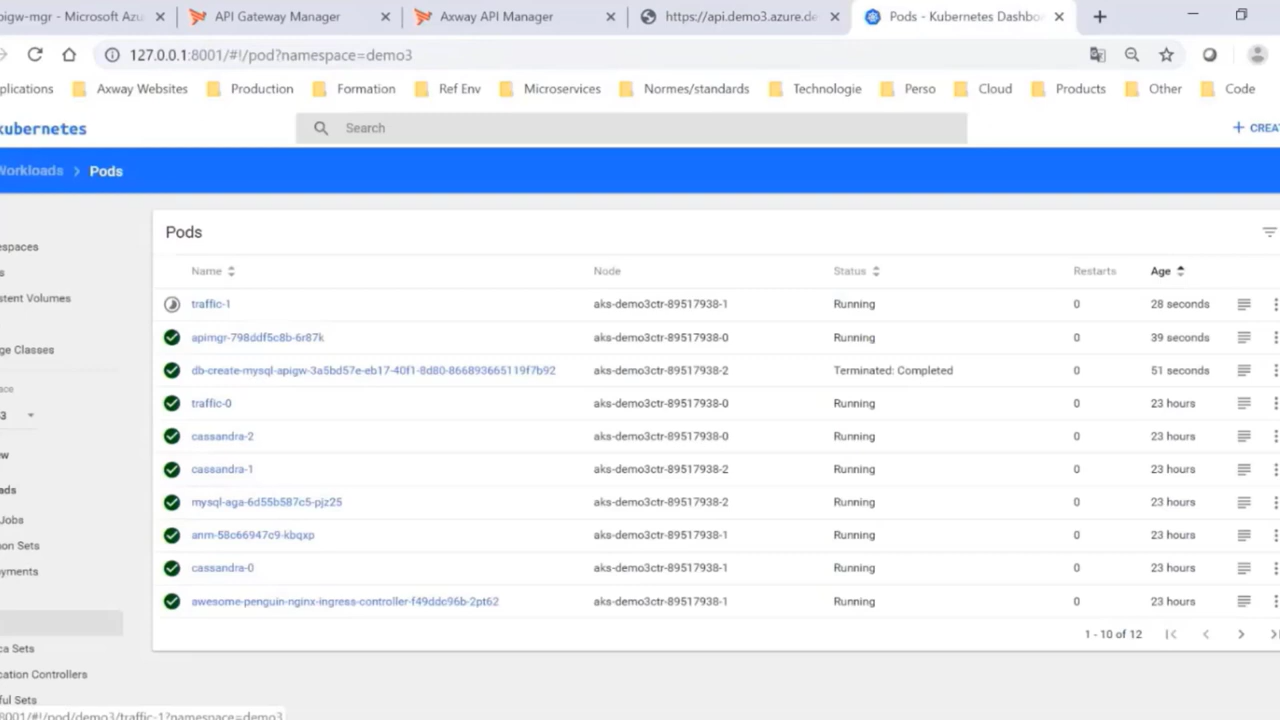 pigw-mgr - Microsoft Azu × API Gateway Manager × Axway API Manager × https://api.demo3.azure.de × Pods - Kubernetes Dashbo × +
127.0.0.1:8001/#!/pod?namespace=demo3
plications Axway Websites Production Formation Ref Env Microservices Normes/standards Technologie Perso Cloud Products Other Code
kubernetes Search + CREA
Workloads > Pods
Pods
espaces
s
stent Volumes
ge Classes
ace
3
w
ads
Jobs
on Sets
yments
ca Sets
cation Controllers
ful Sets
Name Node Status Restarts Age
traffic-1 aks-demo3ctr-89517938-1 Running 0 28 seconds
apimgr-798ddf5c8b-6r87k aks-demo3ctr-89517938-0 Running 0 39 seconds
db-create-mysql-apigw-3a5bd57e-eb17-40f1-8d80-866893665119f7b92 aks-demo3ctr-89517938-2 Terminated: Completed 0 51 seconds
traffic-0 aks-demo3ctr-89517938-0 Running 0 23 hours
cassandra-2 aks-demo3ctr-89517938-0 Running 0 23 hours
cassandra-1 aks-demo3ctr-89517938-2 Running 0 23 hours
mysql-aga-6d55b587c5-pjz25 aks-demo3ctr-89517938-2 Running 0 23 hours
anm-58c66947c9-kbqxp aks-demo3ctr-89517938-1 Running 0 23 hours
cassandra-0 aks-demo3ctr-89517938-1 Running 0 23 hours
awesome-penguin-nginx-ingress-controller-f49ddc96b-2pt62 aks-demo3ctr-89517938-1 Running 0 23 hours
1 - 10 of 12
8001/#!/pod/demo3/traffic-1?namespace=demo3